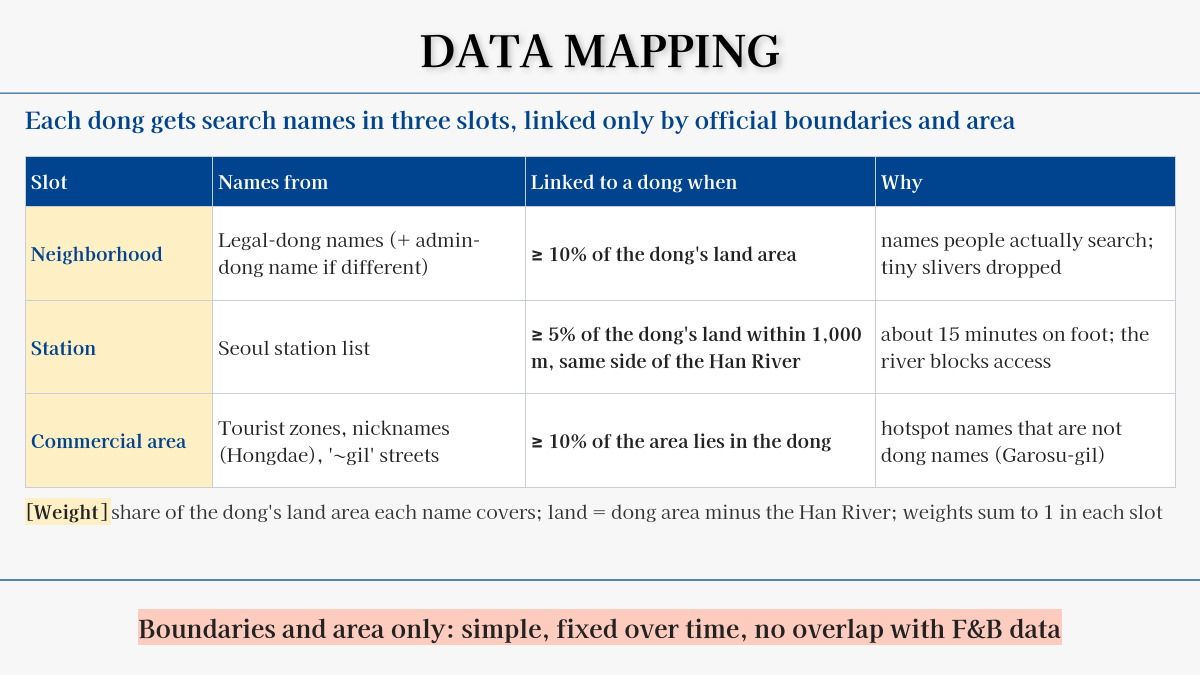 DATA MAPPING
Each dong gets search names in three slots, linked only by official boundaries and area
Slot
Names from
Linked to a dong when
Why
Neighborhood
Legal-dong names (+ admin-
dong name if different)
≥ 10% of the dong's land area
names people actually search;
tiny slivers dropped
Station
Seoul station list
≥ 5% of the dong's land within 1,000
m, same side of the Han River
about 15 minutes on foot; the
river blocks access
Commercial area
Tourist zones, nicknames
(Hongdae), '~gil' streets
≥ 10% of the area lies in the dong
hotspot names that are not
dong names (Garosu-gil)
[Weight] share of the dong's land area each name covers; land = dong area minus the Han River; weights sum to 1 in each slot
Boundaries and area only: simple, fixed over time, no overlap with F&B data